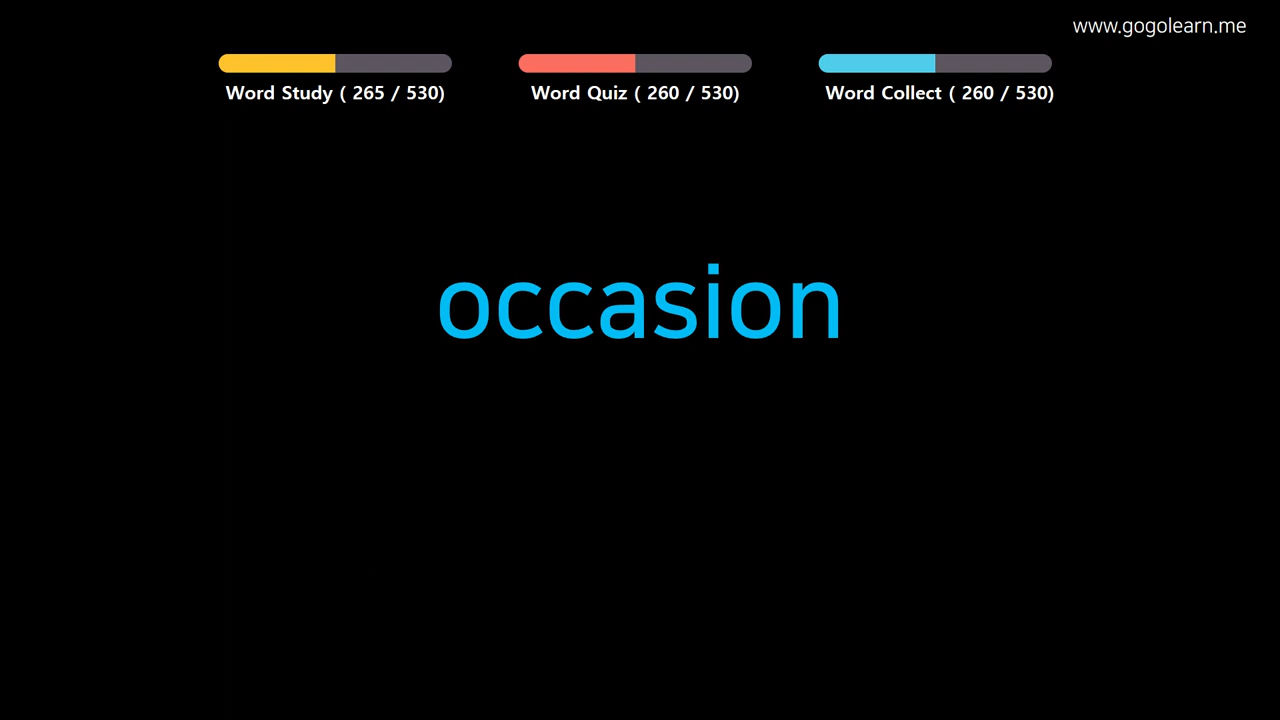 www.gogolearn.me
Word Study ( 265 / 530)
Word Quiz ( 260 / 530)
Word Collect ( 260 / 530)
occasion